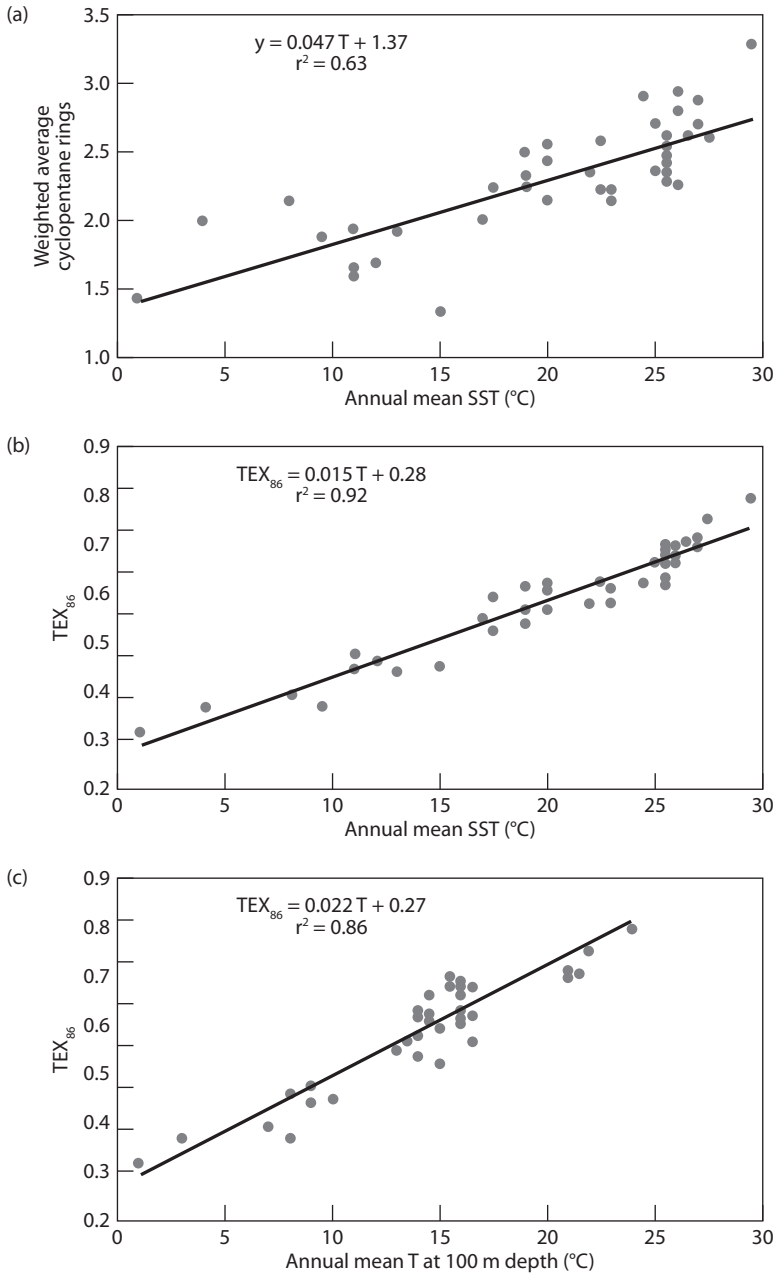 (a)
3.5
3.0
2.5
2.0
1.5
1.0
Weighted average
cyclopentane rings
y = 0.047 T + 1.37
r² = 0.63
0 5 10 15 20 25 30
Annual mean SST (°C)
(b)
0.9
0.8
0.7
0.6
0.5
0.4
0.3
0.2
TEX₈₆
TEX₈₆ = 0.015 T + 0.28
r² = 0.92
0 5 10 15 20 25 30
Annual mean SST (°C)
(c)
0.9
0.8
0.7
0.6
0.5
0.4
0.3
0.2
TEX₈₆
TEX₈₆ = 0.022 T + 0.27
r² = 0.86
0 5 10 15 20 25 30
Annual mean T at 100 m depth (°C)